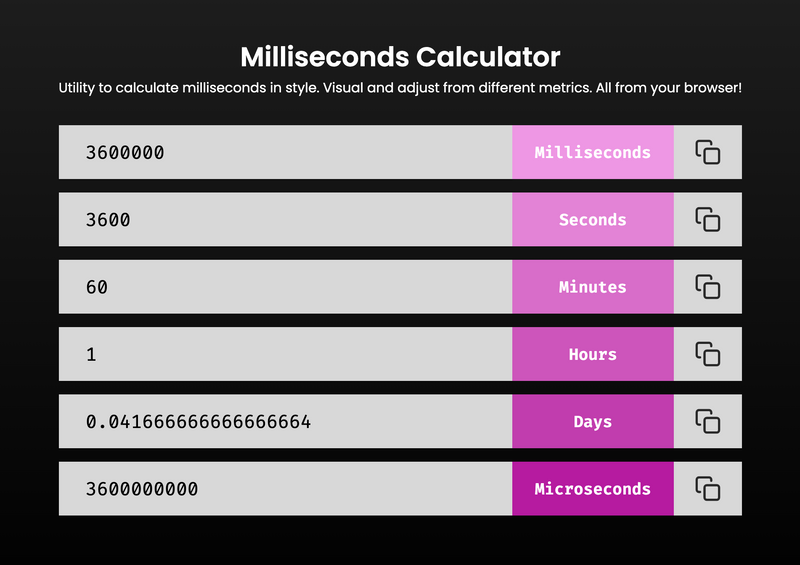 Milliseconds Calculator
Utility to calculate milliseconds in style. Visual and adjust from different metrics. All from your browser!
3600000 Milliseconds
3600 Seconds
60 Minutes
1 Hours
0.041666666666666664 Days
3600000000 Microseconds